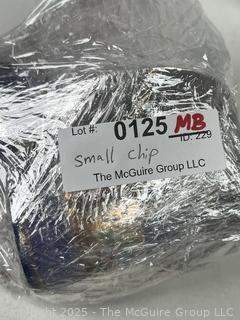 Lot #: 0125 MB
ID: 229
small chip
The McGuire Group LLC
Copyright 2025 - The McGuire Group LLC